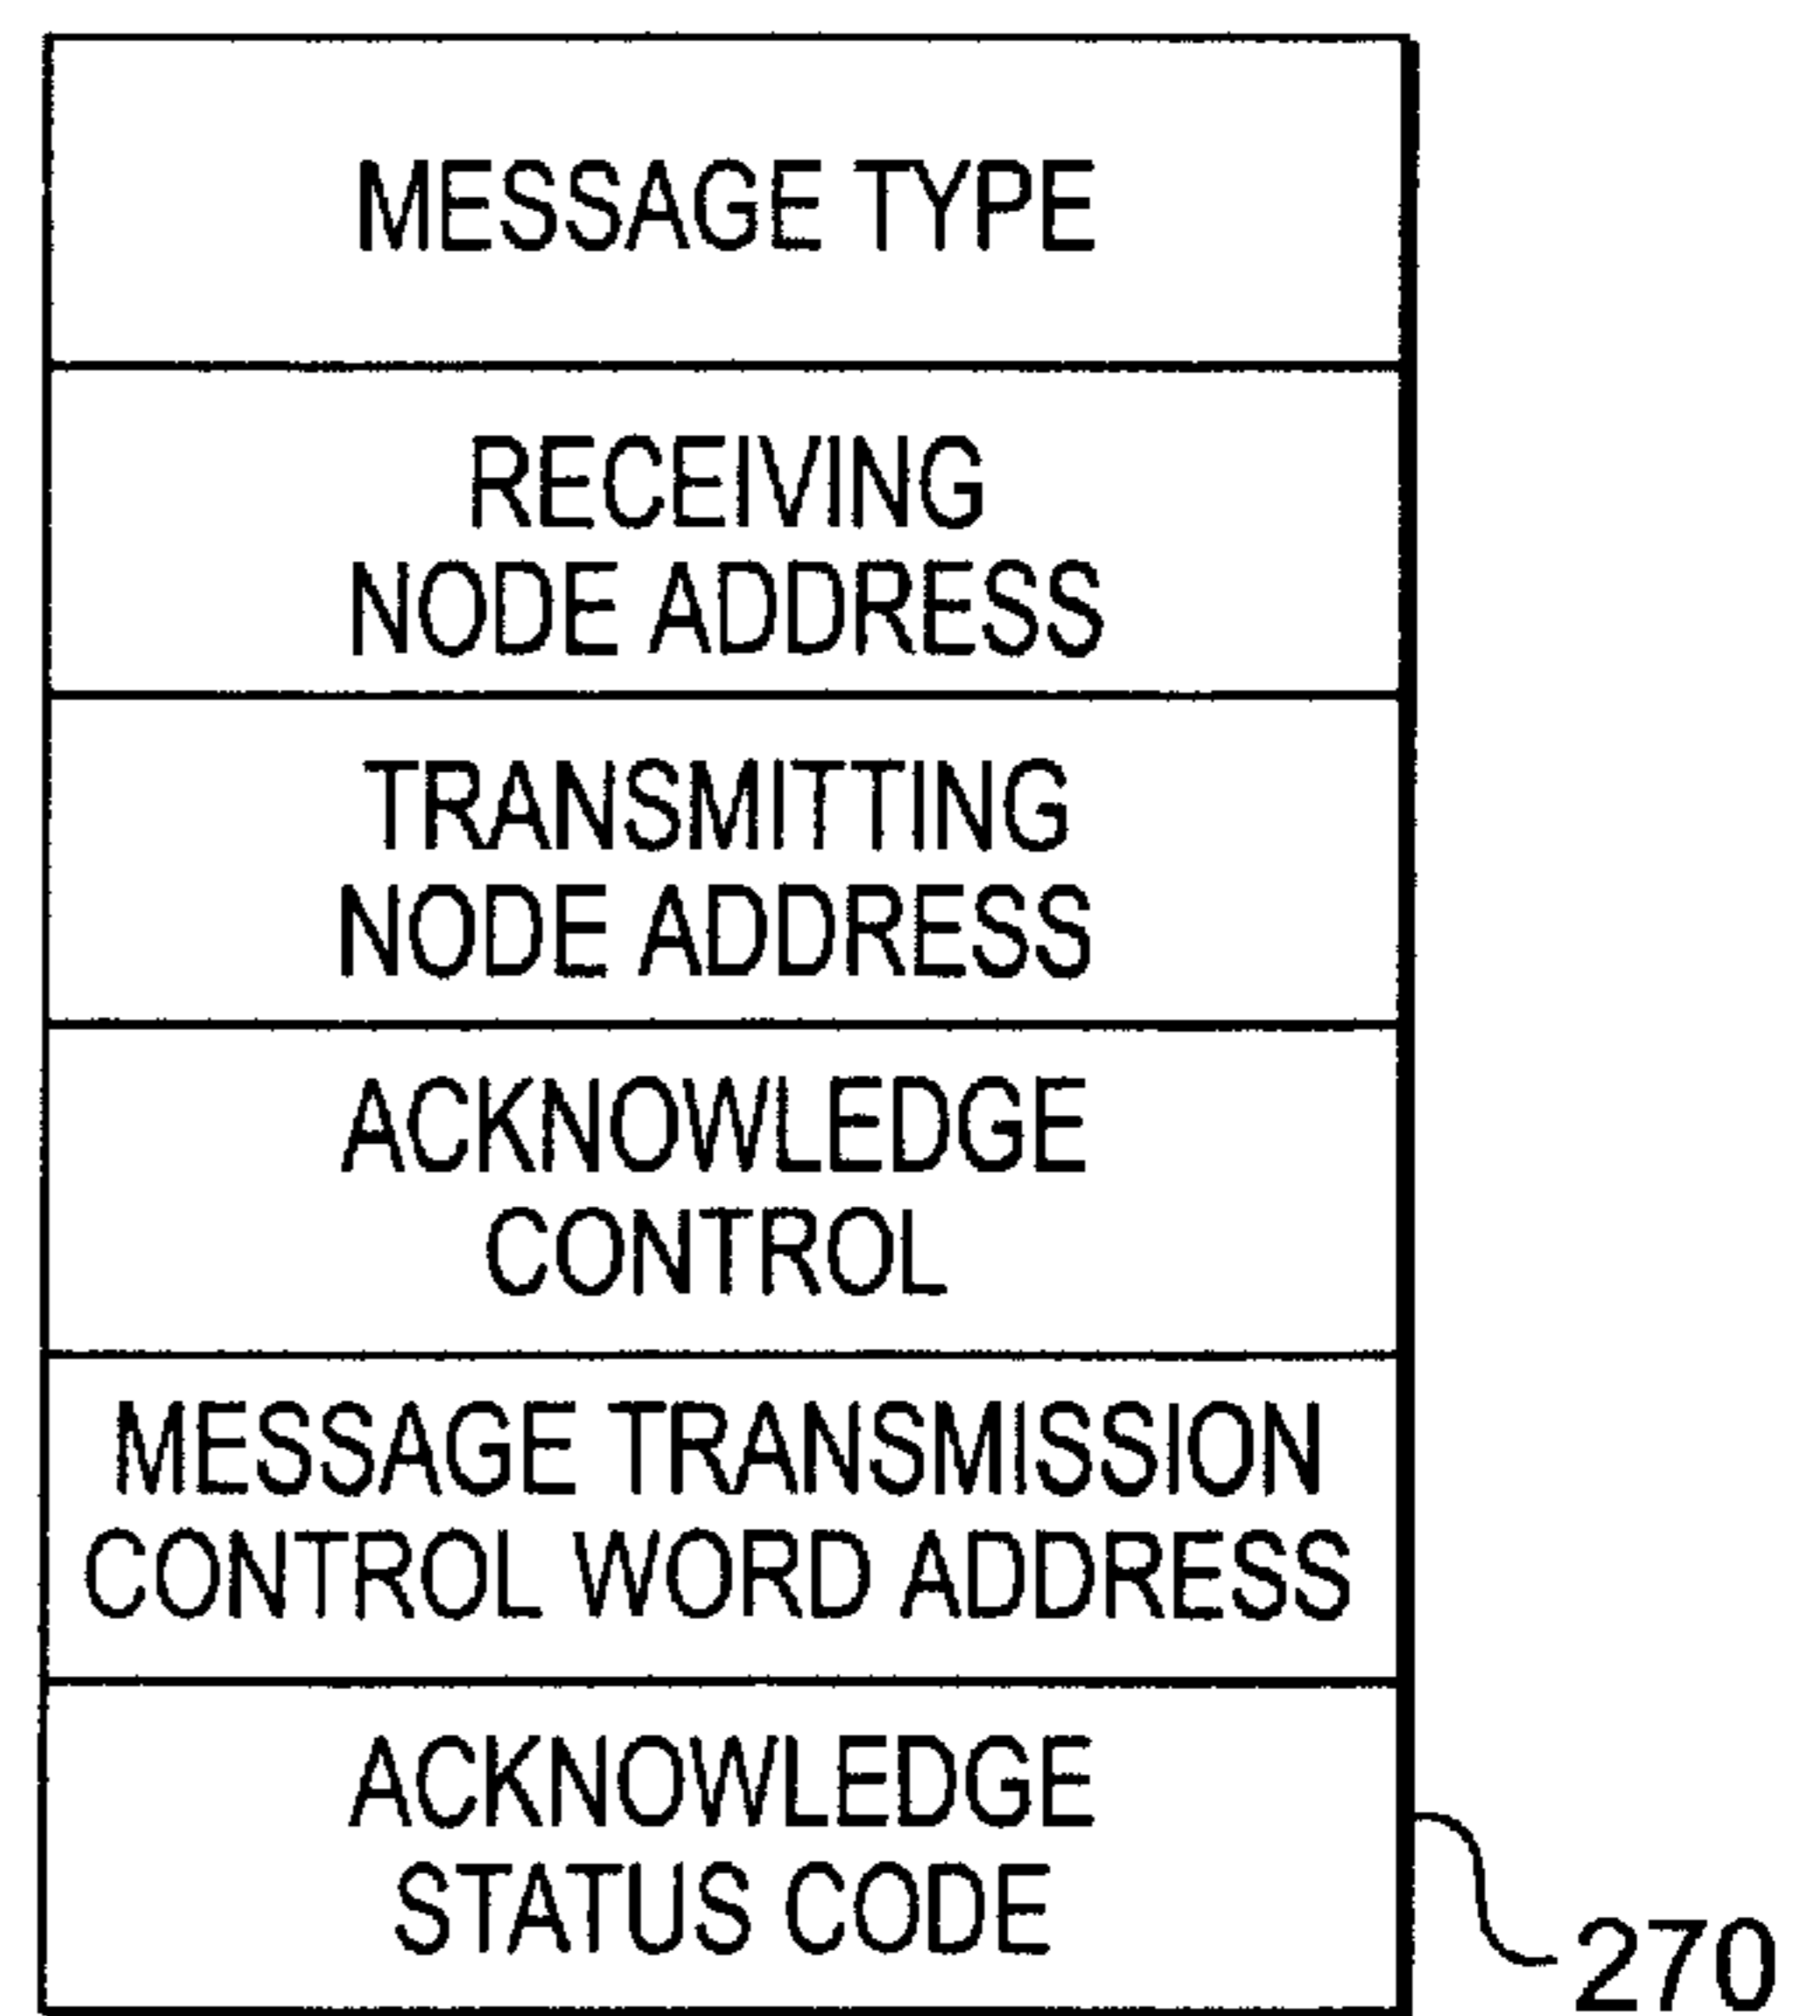 MESSAGE TYPE
RECEIVING
NODE ADDRESS
TRANSMITTING
NODE ADDRESS
ACKNOWLEDGE
CONTROL
MESSAGE TRANSMISSION
CONTROL WORD ADDRESS
ACKNOWLEDGE
STATUS CODE
270